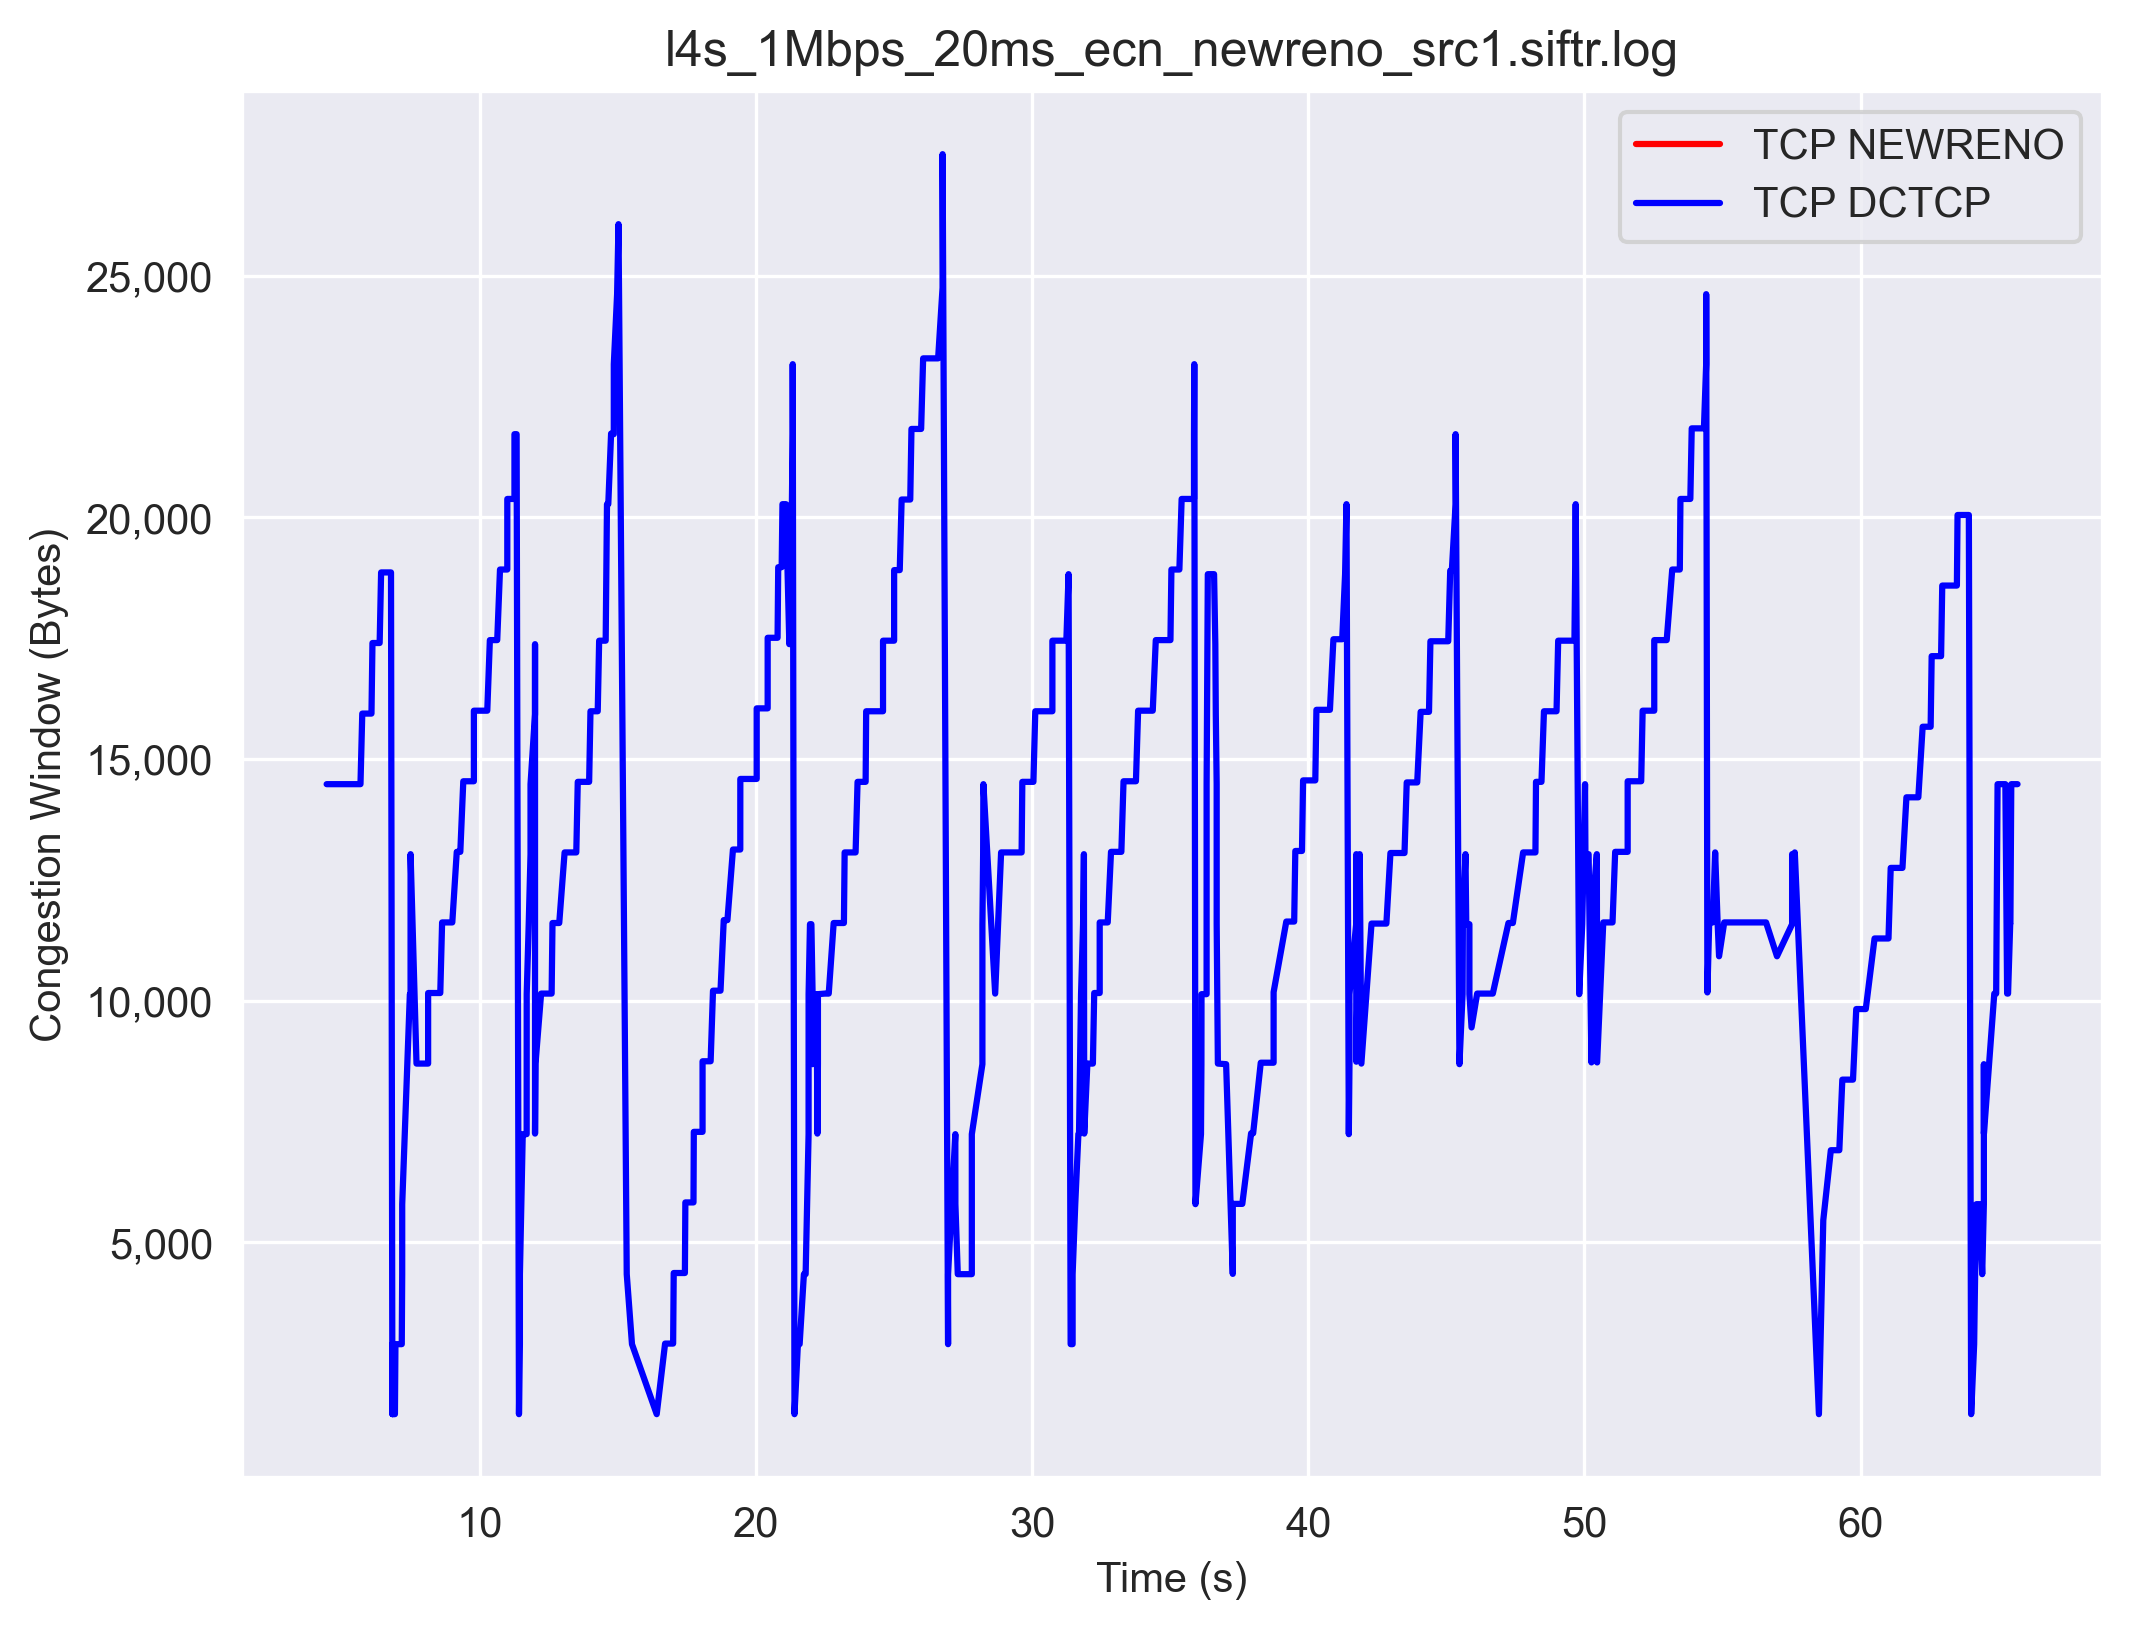 l4s_1Mbps_20ms_ecn_newreno_src1.siftr.log
TCP NEWRENO
TCP DCTCP
25,000
20,000
15,000
10,000
5,000
Congestion Window (Bytes)
10 20 30 40 50 60
Time (s)